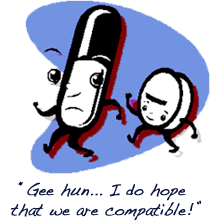 "Gee hun... I do hope
that we are compatible!"